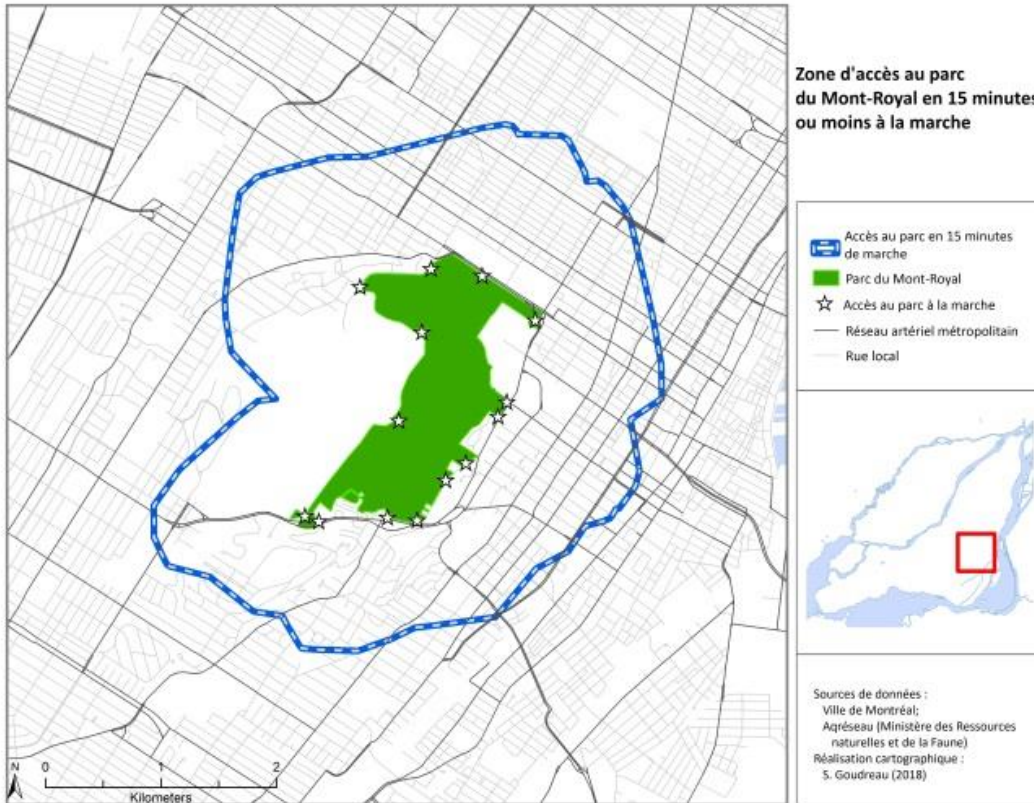 Zone d'accès au parc
du Mont-Royal en 15 minutes
ou moins à la marche
Accès au parc en 15 minutes
de marche
Parc du Mont-Royal
Accès au parc à la marche
Réseau artériel métropolitain
Rue local
Sources de données :
Ville de Montréal;
Aqréseau (Ministère des Ressources
naturelles et de la Faune)
Réalisation cartographique :
S. Goudreau (2018)
N
0 1 2
Kilometers